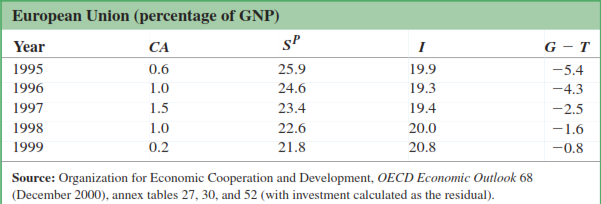 European Union (percentage of GNP)
Year CA S^P I G − T
1995 0.6 25.9 19.9 −5.4
1996 1.0 24.6 19.3 −4.3
1997 1.5 23.4 19.4 −2.5
1998 1.0 22.6 20.0 −1.6
1999 0.2 21.8 20.8 −0.8
Source: Organization for Economic Cooperation and Development, OECD Economic Outlook 68
(December 2000), annex tables 27, 30, and 52 (with investment calculated as the residual).